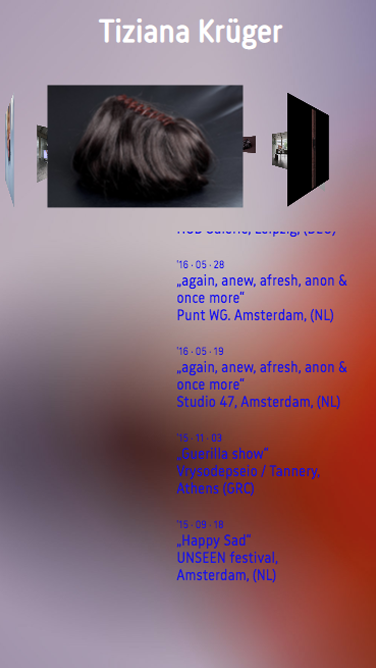 Tiziana Krüger
'16 - 05 - 28
„again, anew, afresh, anon &
once more“
Punt WG. Amsterdam, (NL)
'16 - 05 - 19
„again, anew, afresh, anon &
once more“
Studio 47, Amsterdam, (NL)
'15 - 11 - 03
„Guerilla show“
Vrysodepseio / Tannery,
Athens (GRC)
'15 - 09 - 18
„Happy Sad“
UNSEEN festival,
Amsterdam, (NL)